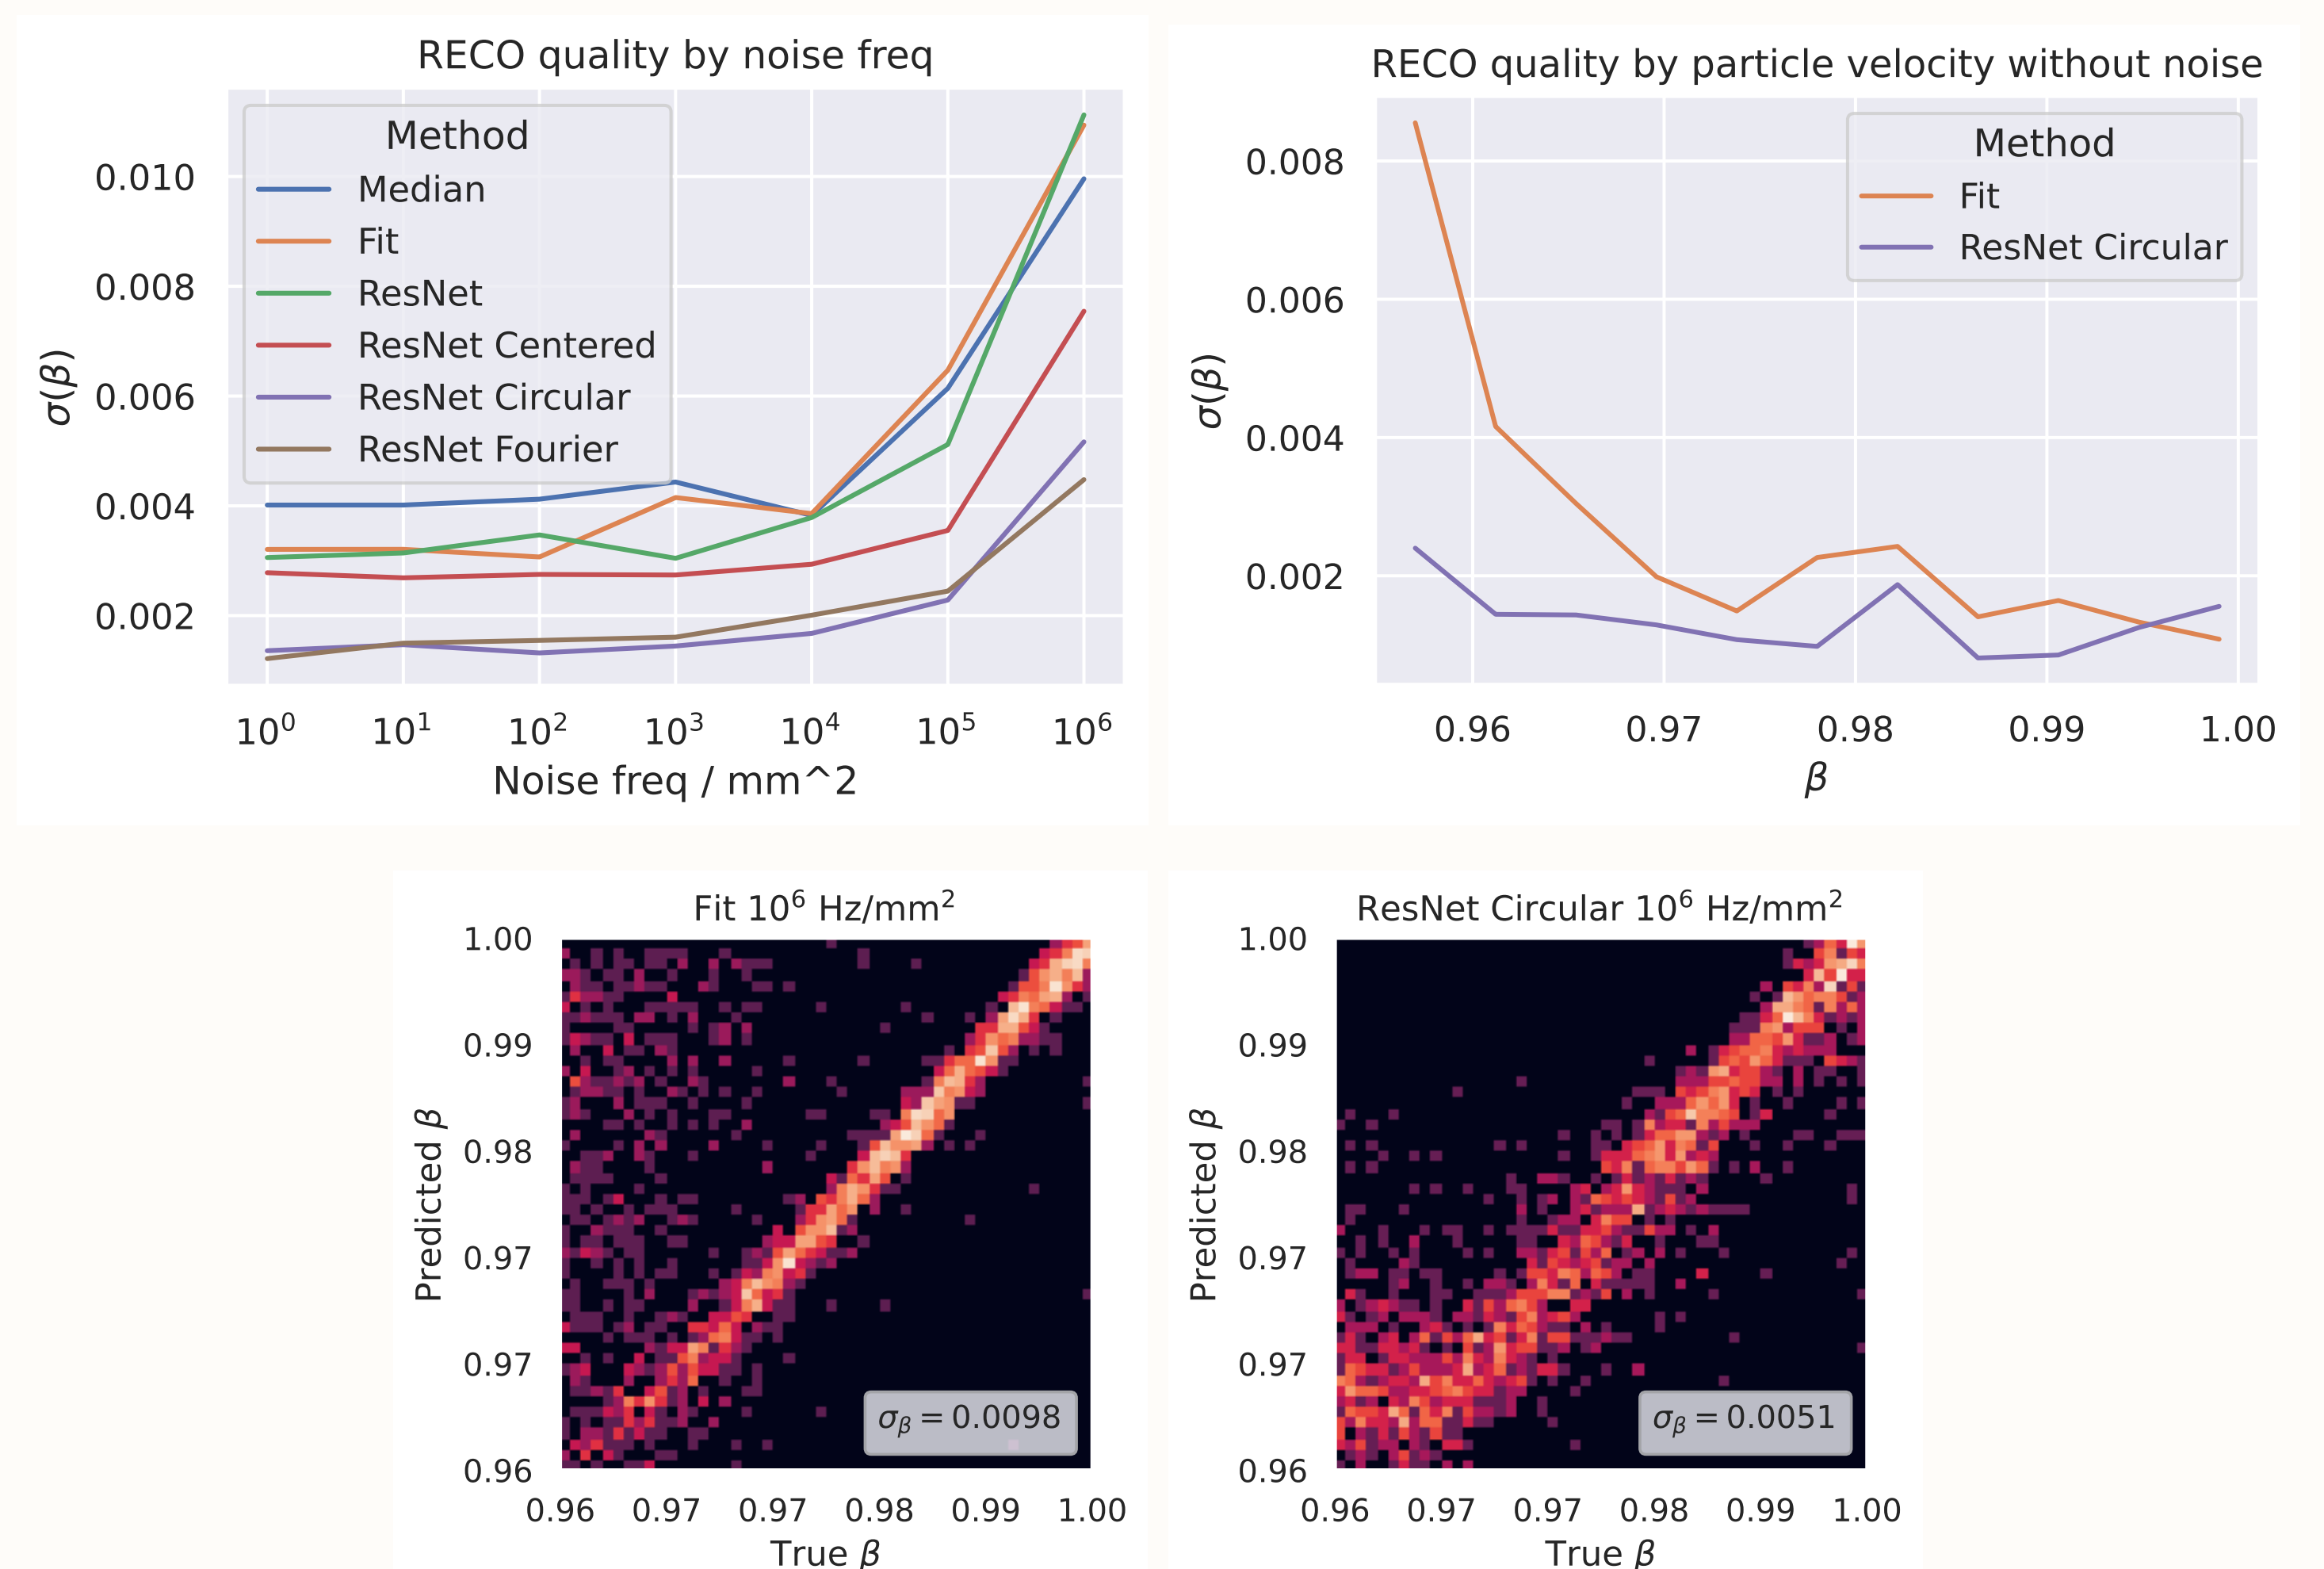 RECO quality by noise freq
Method
Median
Fit
ResNet
ResNet Centered
ResNet Circular
ResNet Fourier
σ(β)
0.010
0.008
0.006
0.004
0.002
10⁰ 10¹ 10² 10³ 10⁴ 10⁵ 10⁶
Noise freq / mm^2
RECO quality by particle velocity without noise
Method
Fit
ResNet Circular
σ(β)
0.008
0.006
0.004
0.002
0.96 0.97 0.98 0.99 1.00
β
Fit 10⁶ Hz/mm²
Predicted β
1.00
0.99
0.98
0.97
0.97
0.96
σβ = 0.0098
0.96 0.97 0.97 0.98 0.99 1.00
True β
ResNet Circular 10⁶ Hz/mm²
Predicted β
1.00
0.99
0.98
0.97
0.97
0.96
σβ = 0.0051
0.96 0.97 0.97 0.98 0.99 1.00
True β